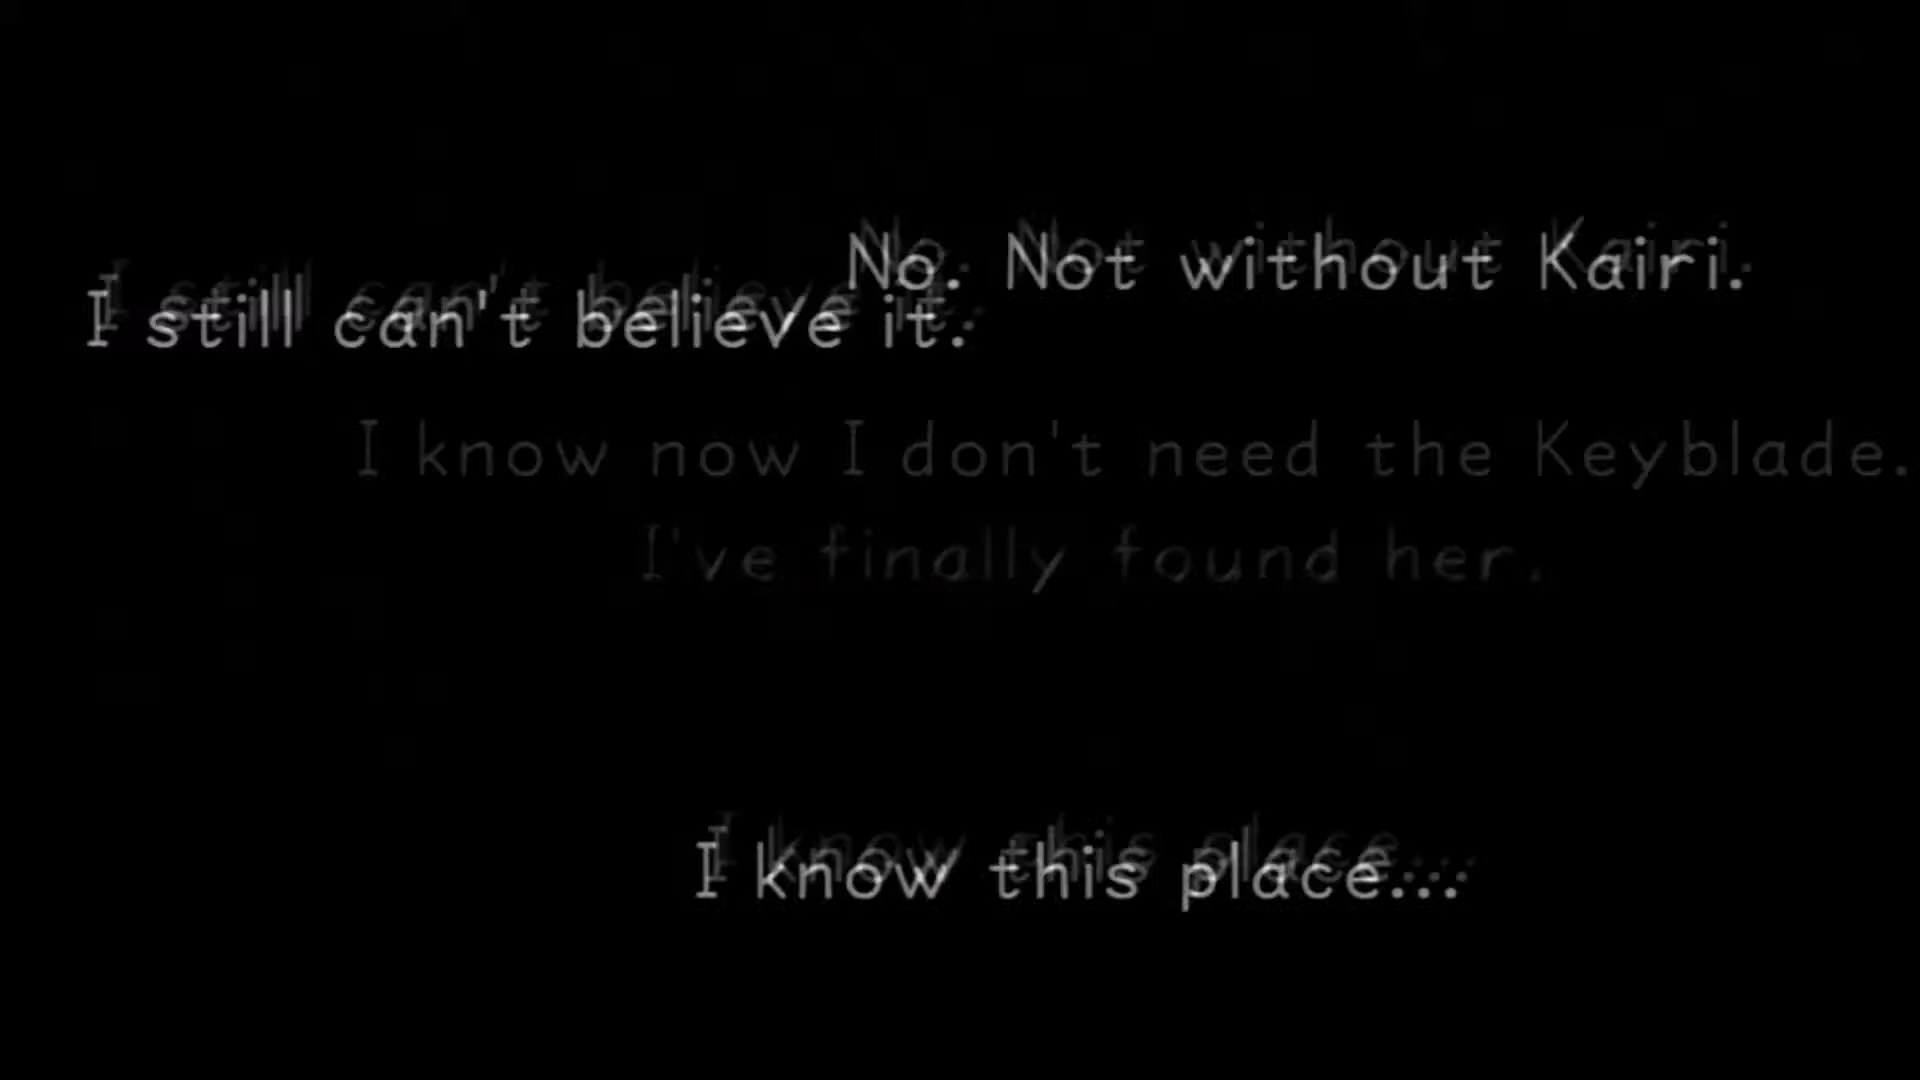 No. Not without Kairi.
I still can't believe it.
I know now I don't need the Keyblade.
I've finally found her.
I know this place...